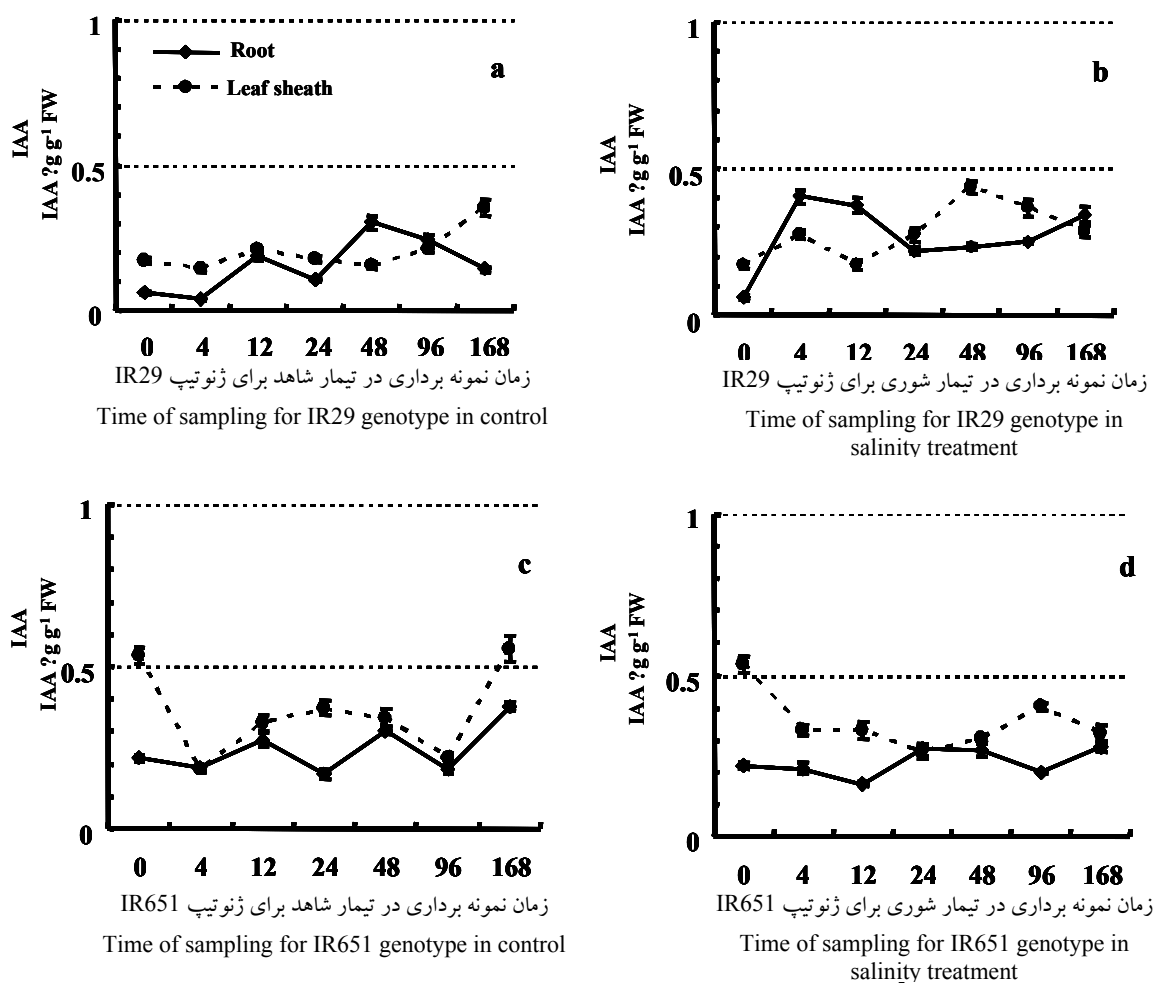 1
Root
Leaf sheath
a
IAA
IAA ?g g-1 FW
0.5
0
0 4 12 24 48 96 168
زمان نمونه برداری در تیمار شاهد برای ژنوتیپ IR29
Time of sampling for IR29 genotype in control
1
b
IAA
IAA ?g g-1 FW
0.5
0
0 4 12 24 48 96 168
زمان نمونه برداری در تیمار شوری برای ژنوتیپ IR29
Time of sampling for IR29 genotype in
salinity treatment
1
c
IAA
IAA ?g g-1 FW
0.5
0
0 4 12 24 48 96 168
زمان نمونه برداری در تیمار شاهد برای ژنوتیپ IR651
Time of sampling for IR651 genotype in control
1
d
IAA
IAA ?g g-1 FW
0.5
0
0 4 12 24 48 96 168
زمان نمونه برداری در تیمار شوری برای ژنوتیپ IR651
Time of sampling for IR651 genotype in
salinity treatment